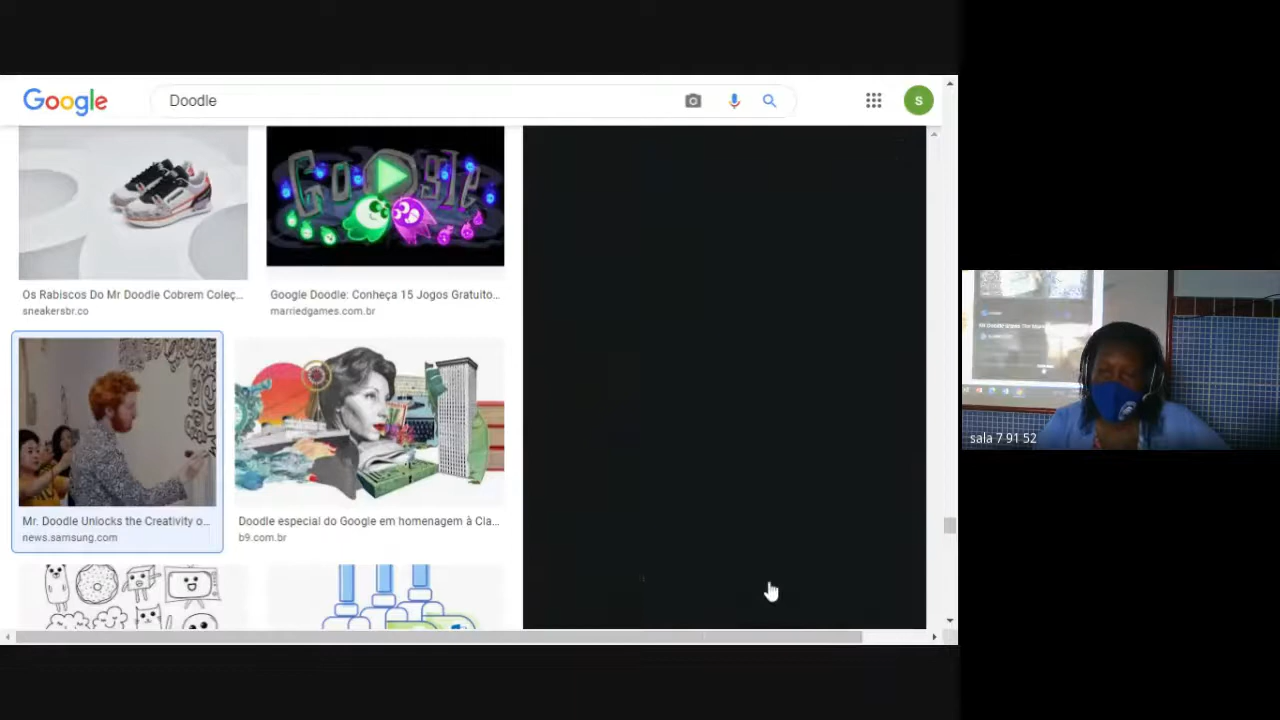 Google
Doodle
S
Google
Os Rabiscos Do Mr Doodle Cobrem Coleç...
sneakersbr.co
Google Doodle: Conheça 15 Jogos Gratuito...
marriedgames.com.br
Mr. Doodle Unlocks the Creativity o...
news.samsung.com
Doodle especial do Google em homenagem à Cla...
b9.com.br
sala 7 91 52